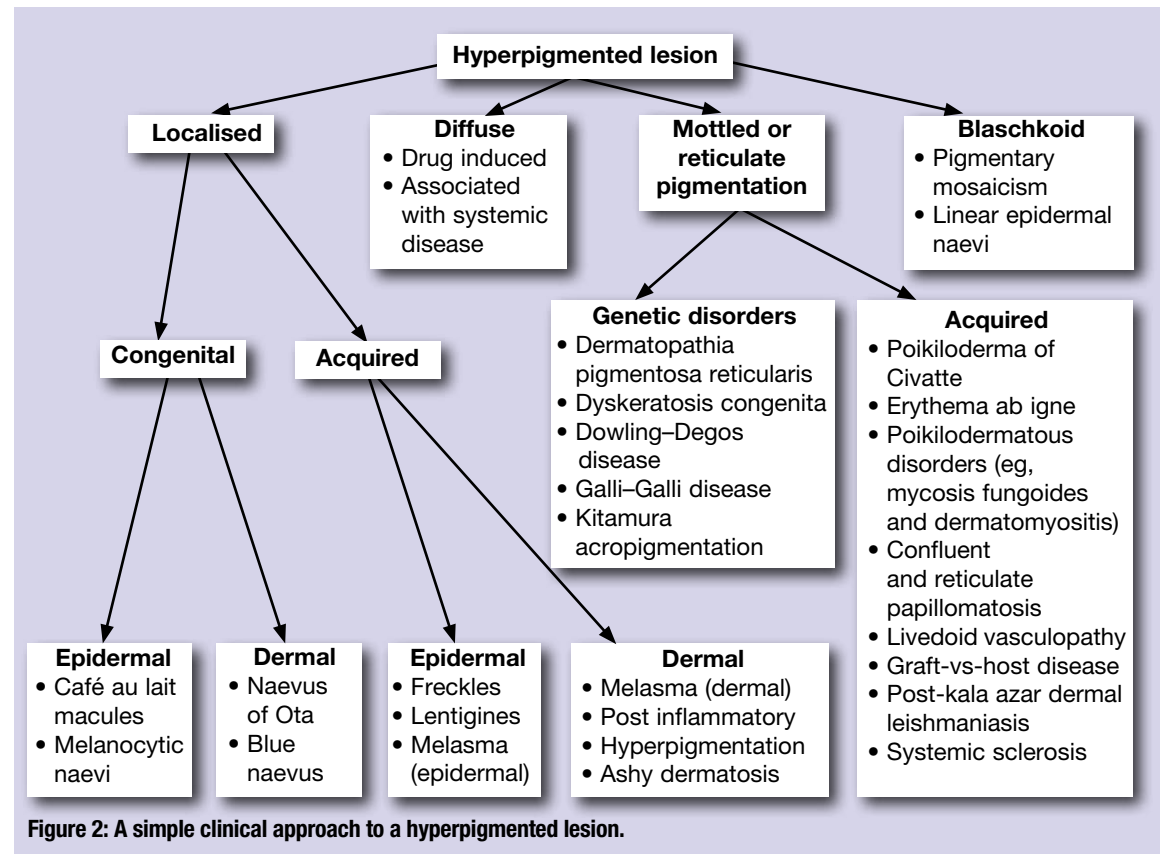 Hyperpigmented lesion
Localised
Diffuse
• Drug induced
• Associated
with systemic
disease
Mottled or
reticulate
pigmentation
Blaschkoid
• Pigmentary
mosaicism
• Linear epidermal
naevi
Congenital
Acquired
Genetic disorders
• Dermatopathia
pigmentosa reticularis
• Dyskeratosis congenita
• Dowling–Degos
disease
• Galli–Galli disease
• Kitamura
acropigmentation
Acquired
• Poikiloderma of
Civatte
• Erythema ab igne
• Poikilodermatous
disorders (eg,
mycosis fungoides
and dermatomyositis)
• Confluent
and reticulate
papillomatosis
• Livedoid vasculopathy
• Graft-vs-host disease
• Post-kala azar dermal
leishmaniasis
• Systemic sclerosis
Epidermal
• Café au lait
macules
• Melanocytic
naevi
Dermal
• Naevus
of Ota
• Blue
naevus
Epidermal
• Freckles
• Lentigines
• Melasma
(epidermal)
Dermal
• Melasma (dermal)
• Post inflammatory
• Hyperpigmentation
• Ashy dermatosis
Figure 2: A simple clinical approach to a hyperpigmented lesion.